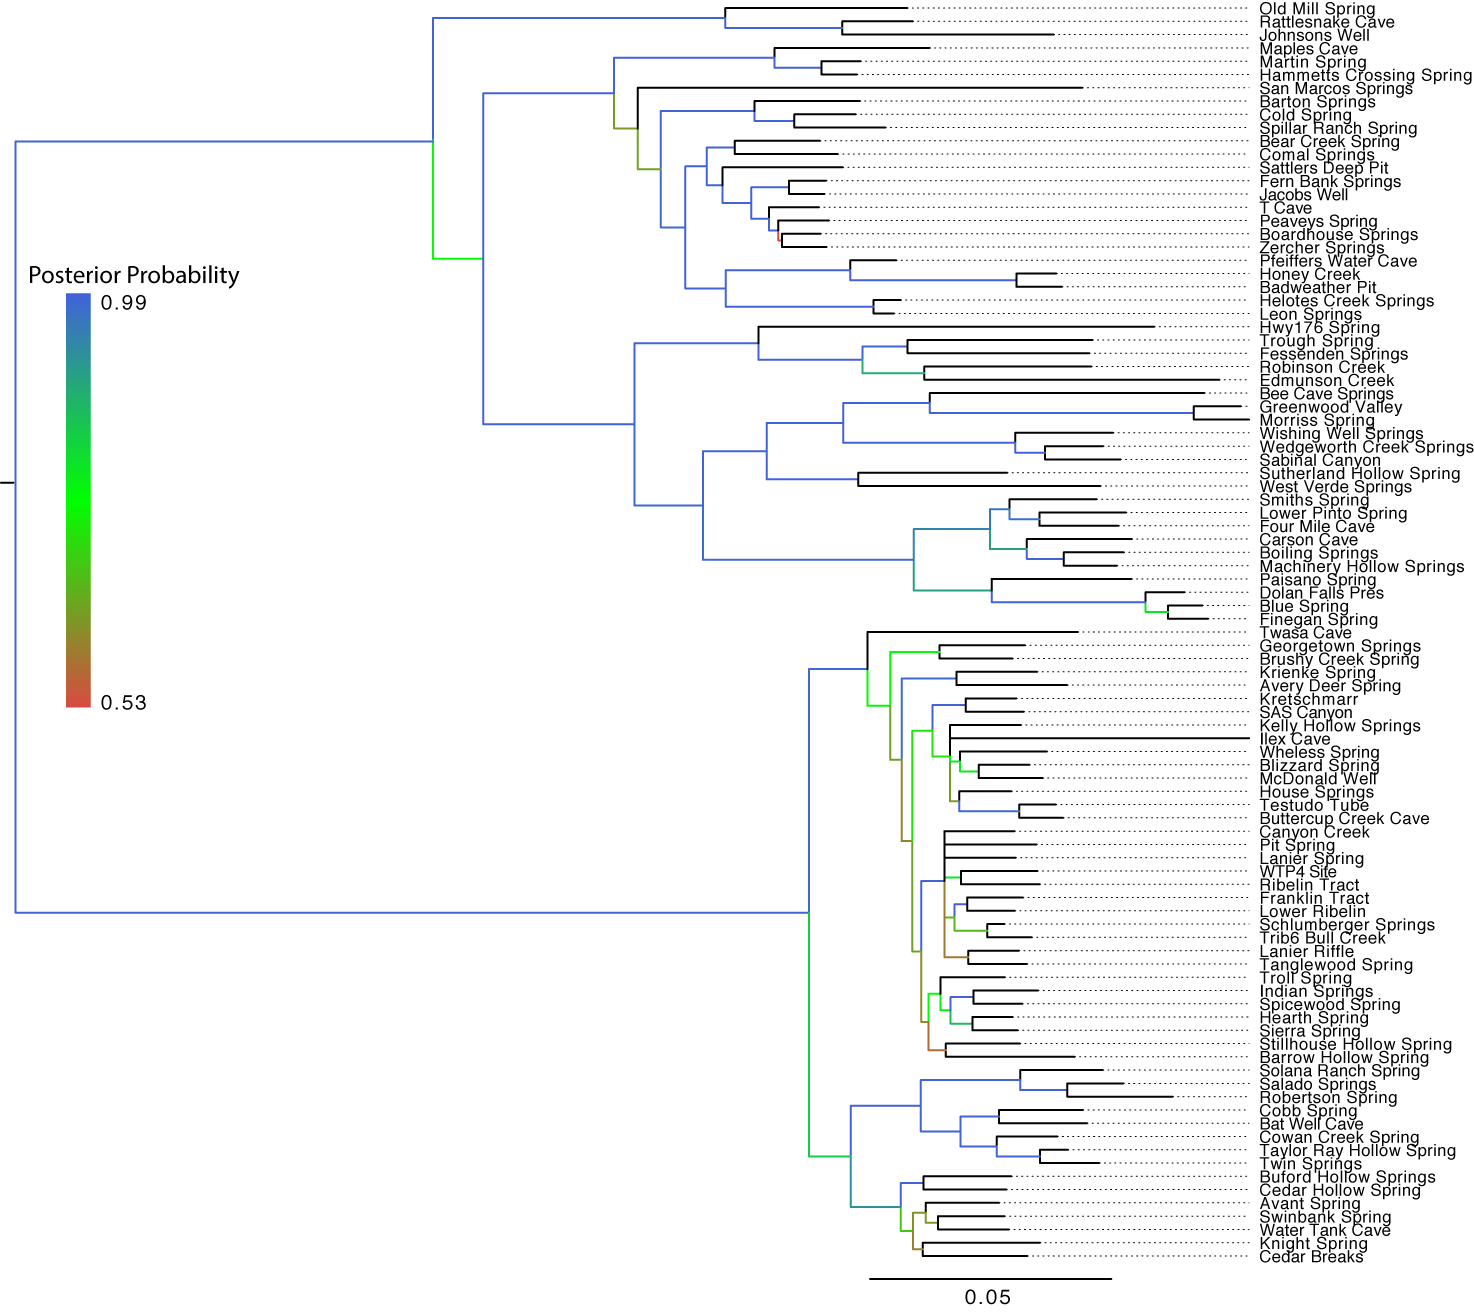 Old Mill Spring
Rattlesnake Cave
Johnsons Well
Maples Cave
Martin Spring
Hammetts Crossing Spring
San Marcos Springs
Barton Springs
Cold Spring
Spillar Ranch Spring
Bear Creek Spring
Comal Springs
Sattlers Deep Pit
Fern Bank Springs
Jacobs Well
T Cave
Peaveys Spring
Boardhouse Springs
Zercher Springs
Pfeiffers Water Cave
Posterior Probability
Honey Creek
Badweather Pit
0.99
Helotes Creek Springs
Leon Springs
Hwy176 Spring
Trough Spring
Fessenden Springs
Robinson Creek
Edmunson Creek
Bee Cave Springs
Greenwood Valley
Morriss Spring
Wishing Well Springs
Wedgeworth Creek Springs
Sabinal Canyon
Sutherland Hollow Spring
West Verde Springs
Smiths Spring
Lower Pinto Spring
Four Mile Cave
Carson Cave
Boiling Springs
Machinery Hollow Springs
Paisano Spring
Dolan Falls Pres
Blue Spring
Finegan Spring
Twasa Cave
Georgetown Springs
Brushy Creek Spring
Krienke Spring
Avery Deer Spring
Kretschmarr
0.53
SAS Canyon
Kelly Hollow Springs
Ilex Cave
Wheless Spring
Blizzard Spring
McDonald Well
House Springs
Testudo Tube
Buttercup Creek Cave
Canyon Creek
Pit Spring
Lanier Spring
WTP4 Site
Ribelin Tract
Franklin Tract
Lower Ribelin
Schlumberger Springs
Trib6 Bull Creek
Lanier Riffle
Tanglewood Spring
Troll Spring
Indian Springs
Spicewood Spring
Hearth Spring
Sierra Spring
Stillhouse Hollow Spring
Barrow Hollow Spring
Solana Ranch Spring
Salado Springs
Robertson Spring
Cobb Spring
Bat Well Cave
Cowan Creek Spring
Taylor Ray Hollow Spring
Twin Springs
Buford Hollow Springs
Cedar Hollow Spring
Avant Spring
Swinbank Spring
Water Tank Cave
Knight Spring
Cedar Breaks
0.05